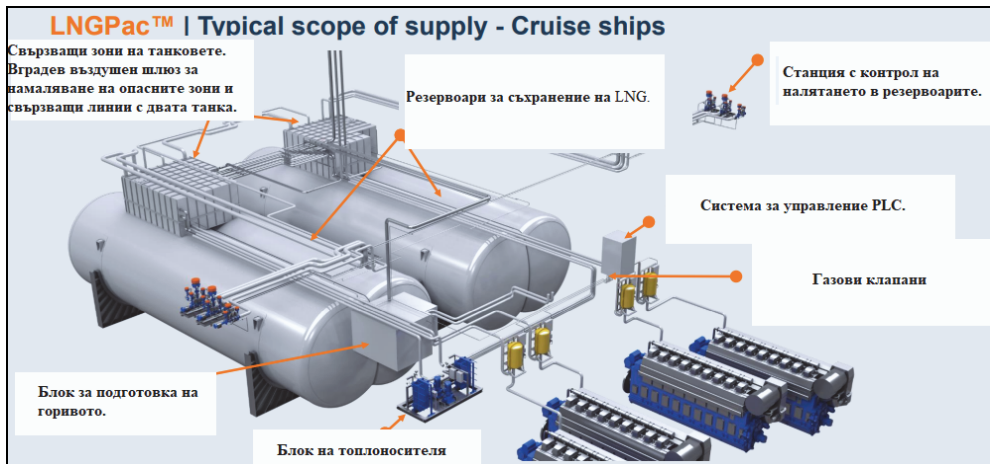 LNGPac™ | Typical scope of supply - Cruise ships
Свързващи зони на танковете.
Вградев въздушен шлюз за
намаляване на опасните зони и
свързващи линии с двата танка.
Резервоари за съхранение на LNG.
Станция с контрол на
налятането в резервоарите.
Система за управление PLC.
Газови клапани
Блок за подготовка на
горивото.
Блок на топлоносителя